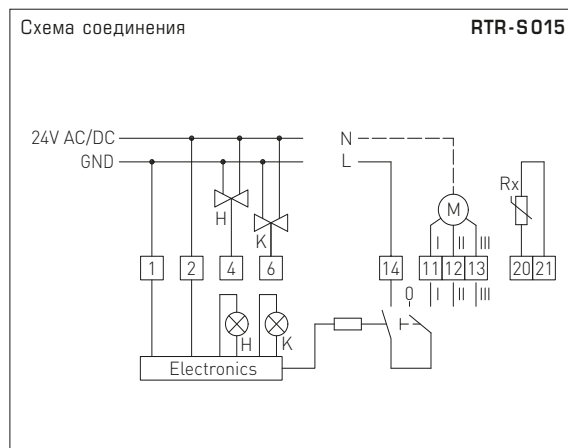 Схема соединения RTR-S015
24V AC/DC N
GND L
Rx
H M
K I II III
1 2 4 6 14 11 12 13 20 21
0 I II III
H K
Electronics